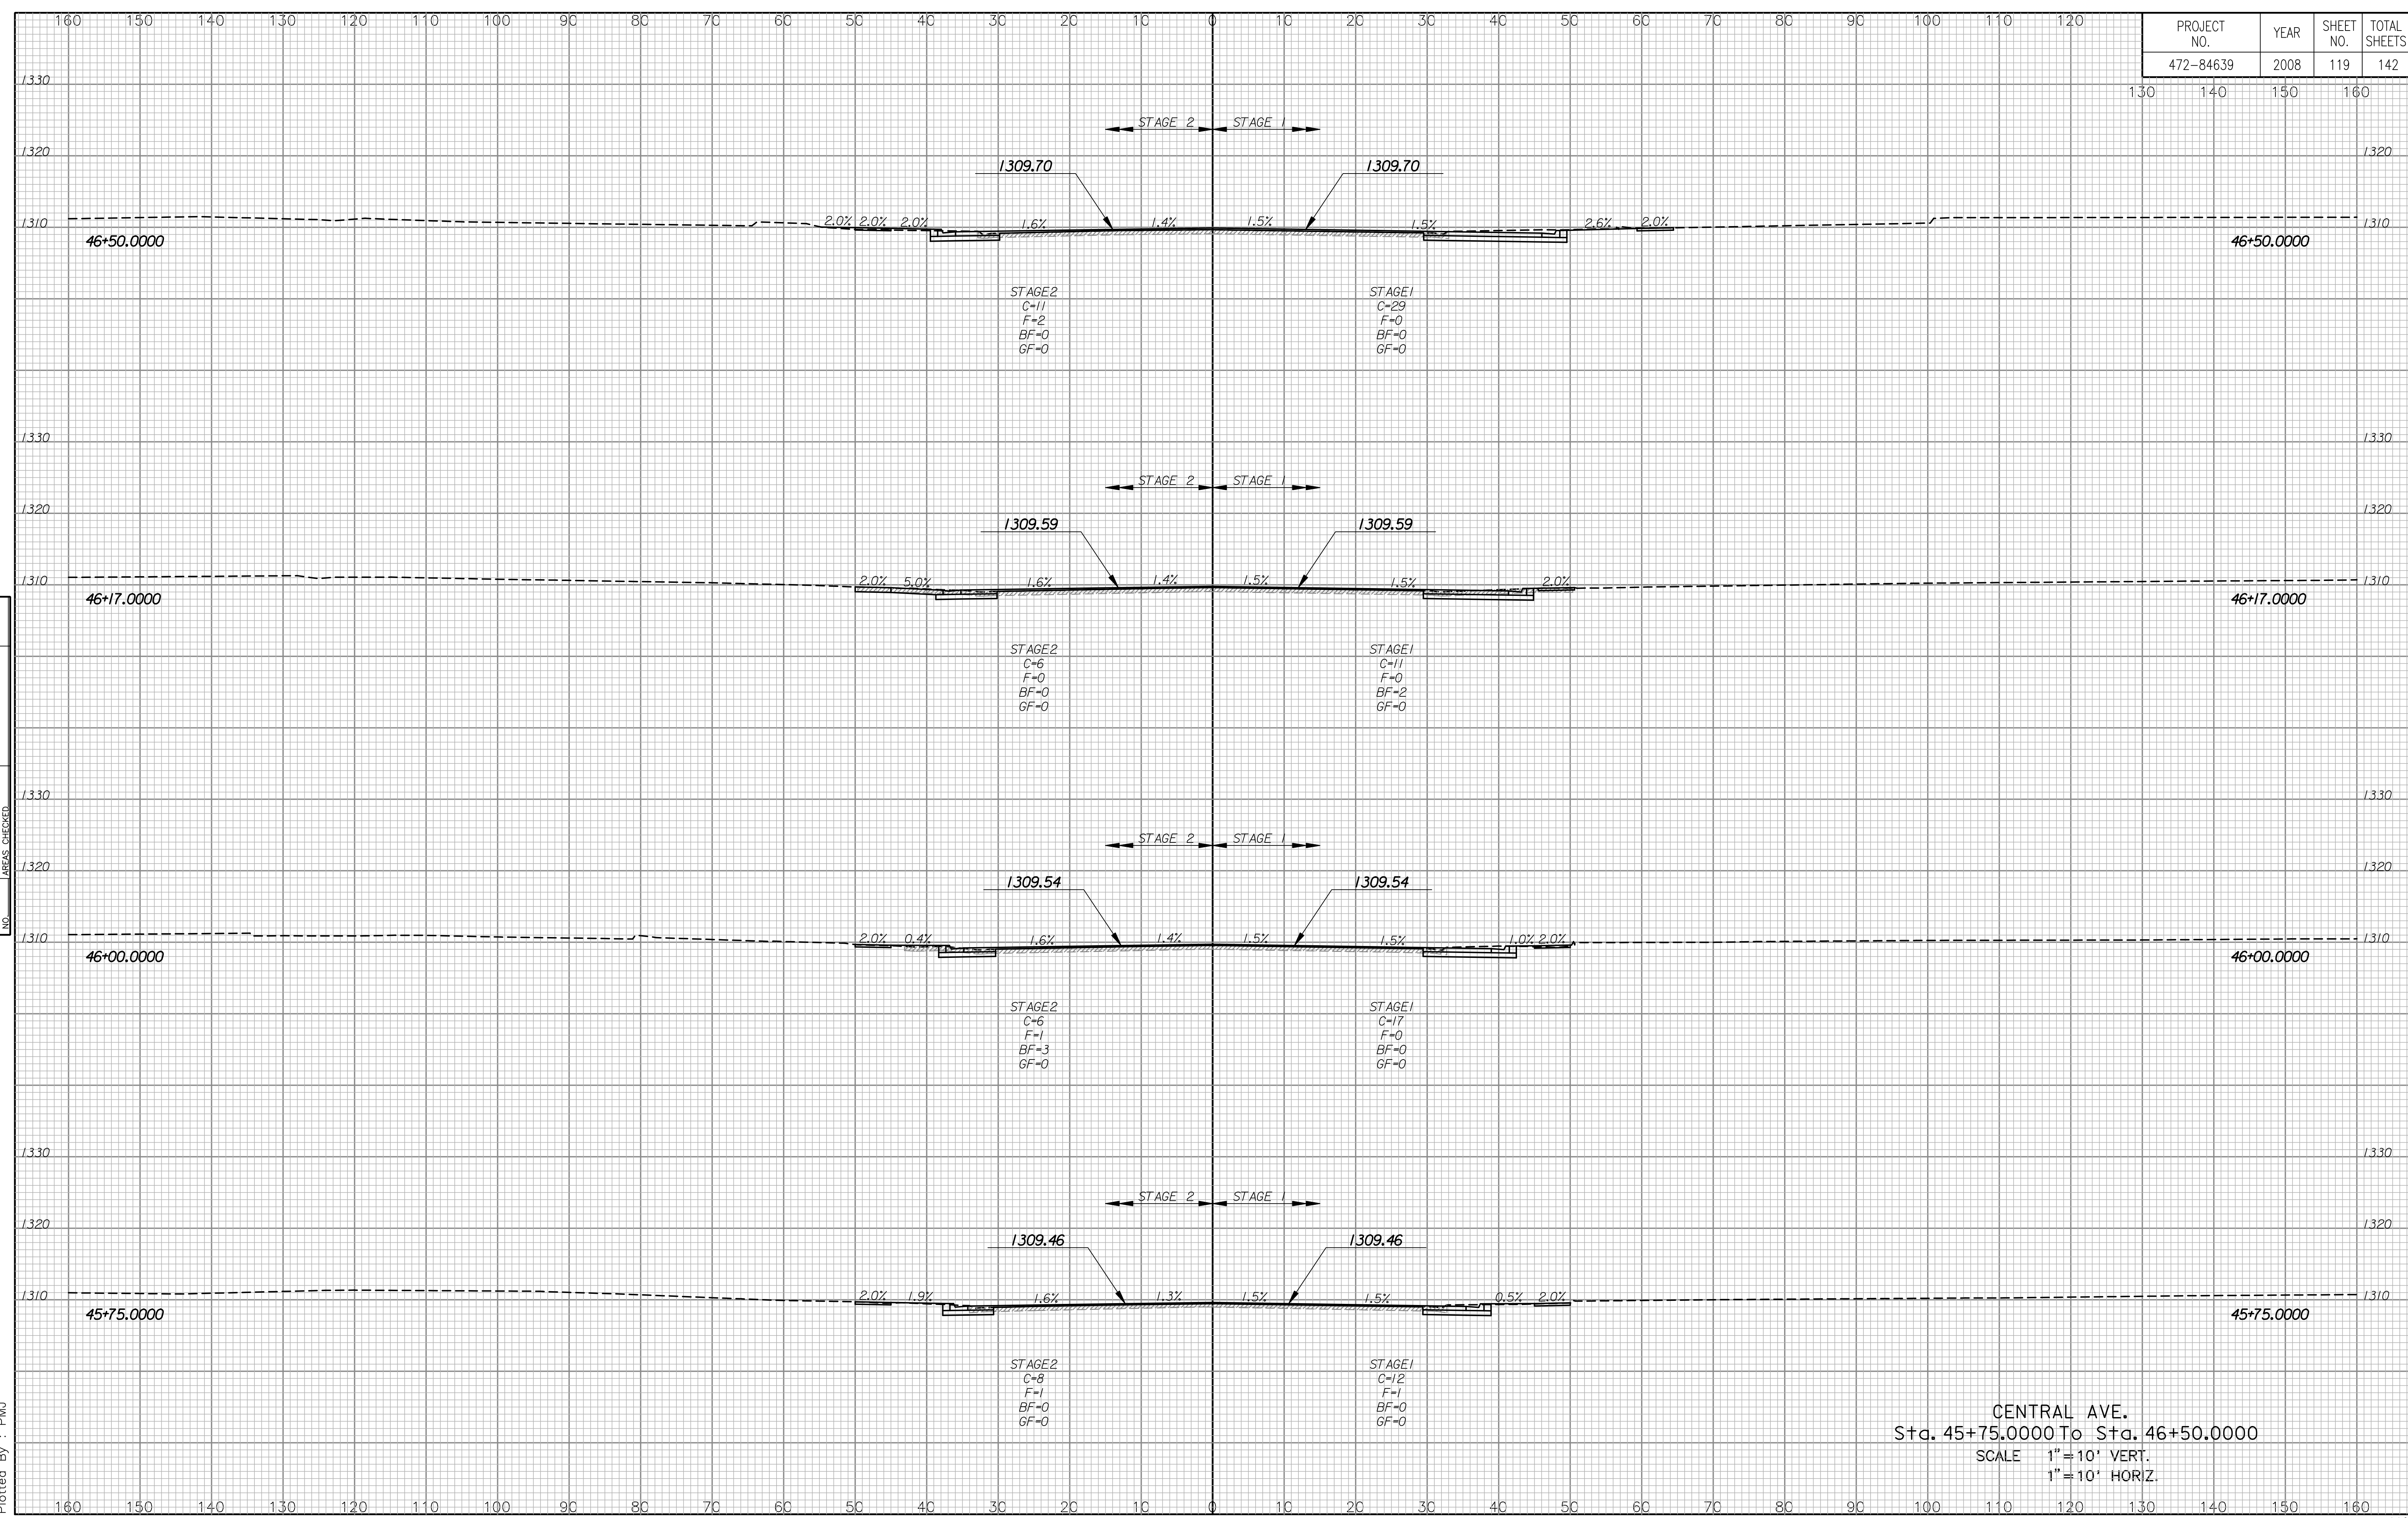 160 150 140 130 120 110 100 90 80 70 60 50 40 30 20 10 0 10 20 30 40 50 60 70 80 90 100 110 120
PROJECT NO. YEAR SHEET NO. TOTAL SHEETS
472-84639 2008 119 142
130 140 150 160
1330
STAGE 2 STAGE 1
1320 1320
1309.70 1309.70
1310 2.0% 2.0% 2.0% 1.6% 1.4% 1.5% 1.5% 2.6% 2.0% 1310
46+50.0000 46+50.0000
STAGE2 STAGE1
C=11 C=29
F=2 F=0
BF=0 BF=0
GF=0 GF=0
1330 1330
STAGE 2 STAGE 1
1320 1320
1309.59 1309.59
1310 2.0% 5.0% 1.6% 1.4% 1.5% 1.5% 2.0% 1310
46+17.0000 46+17.0000
STAGE2 STAGE1
C=6 C=11
F=0 F=0
BF=0 BF=2
GF=0 GF=0
1330 1330
STAGE 2 STAGE 1
1320 1320
1309.54 1309.54
1310 2.0% 0.4% 1.6% 1.4% 1.5% 1.5% 1.0% 2.0% 1310
46+00.0000 46+00.0000
STAGE2 STAGE1
C=6 C=17
F=1 F=0
BF=3 BF=0
GF=0 GF=0
1330 1330
STAGE 2 STAGE 1
1320 1320
1309.46 1309.46
1310 2.0% 1.9% 1.6% 1.3% 1.5% 1.5% 0.5% 2.0% 1310
45+75.0000 45+75.0000
STAGE2 STAGE1
C=8 C=12
F=1 F=1
BF=0 BF=0
GF=0 GF=0
CENTRAL AVE.
Sta. 45+75.0000 To Sta. 46+50.0000
SCALE 1"=10' VERT.
1"=10' HORIZ.
160 150 140 130 120 110 100 90 80 70 60 50 40 30 20 10 0 10 20 30 40 50 60 70 80 90 100 110 120 130 140 150 160
NO. AREAS CHECKED
Plotted By : PMJ